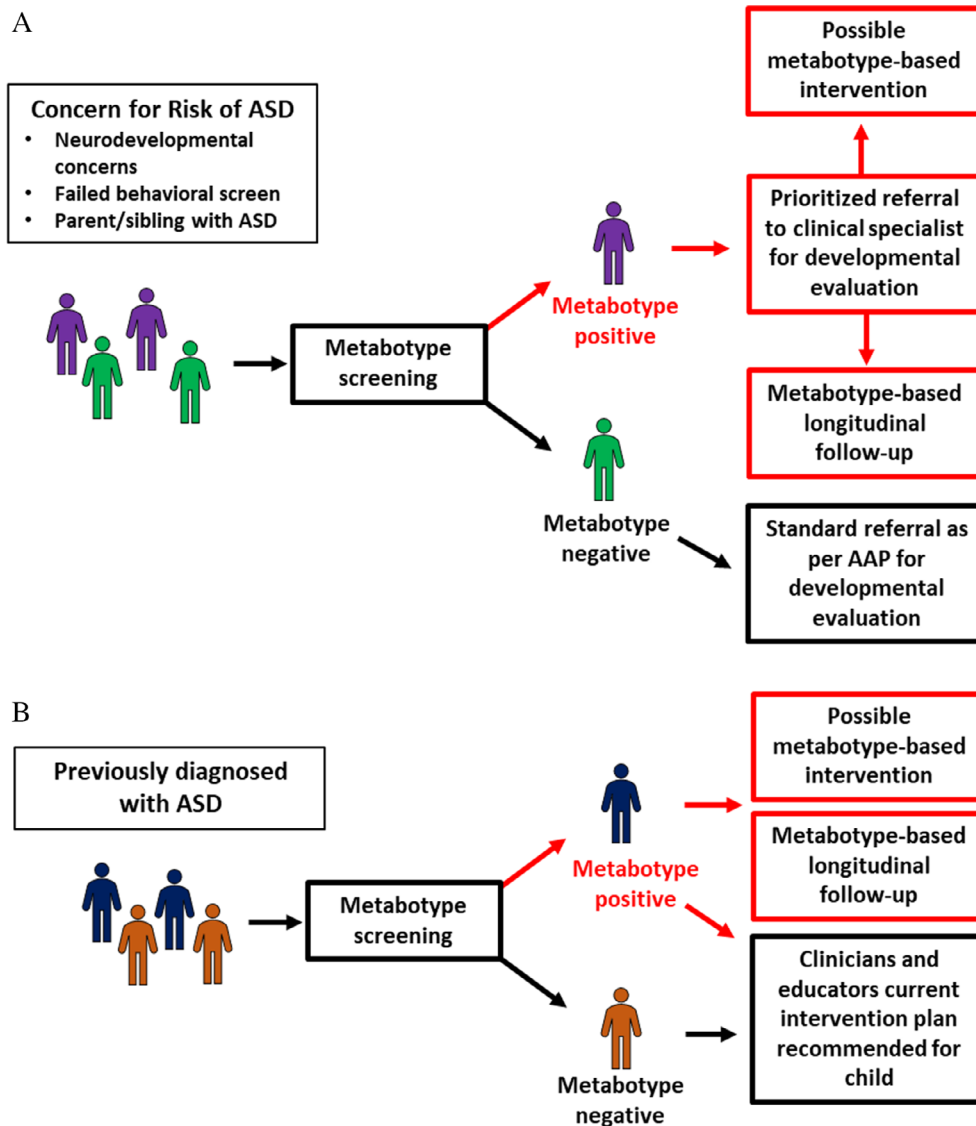 A
Concern for Risk of ASD
• Neurodevelopmental
concerns
• Failed behavioral screen
• Parent/sibling with ASD
Metabotype
screening
Metabotype
positive
Metabotype
negative
Possible
metabotype-based
intervention
Prioritized referral
to clinical specialist
for developmental
evaluation
Metabotype-based
longitudinal
follow-up
Standard referral as
per AAP for
developmental
evaluation
B
Previously diagnosed
with ASD
Metabotype
screening
Metabotype
positive
Metabotype
negative
Possible
metabotype-based
intervention
Metabotype-based
longitudinal
follow-up
Clinicians and
educators current
intervention plan
recommended for
child